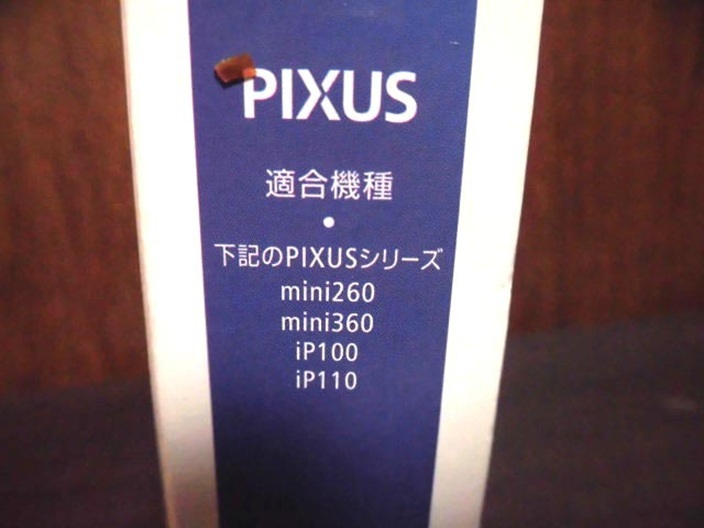 PIXUS
適合機種
●
下記のPIXUSシリーズ
mini260
mini360
iP100
iP110